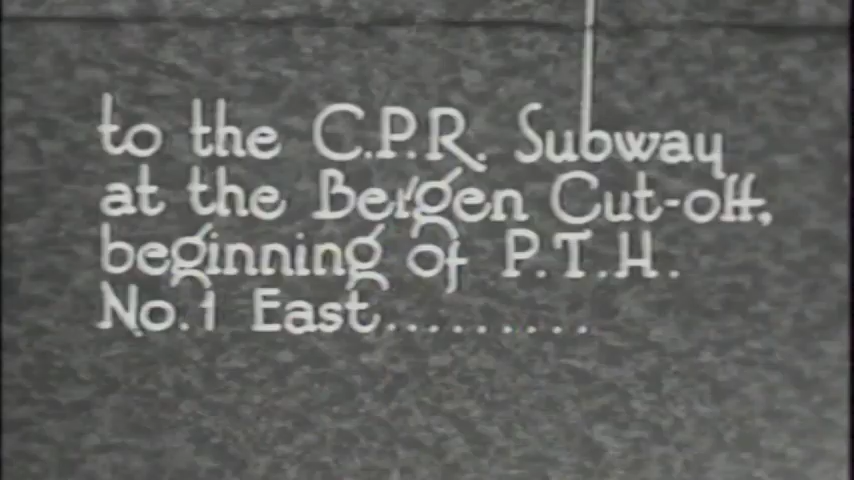 to the C.P.R. Subway
at the Bergen Cut-off,
beginning of P.T.H.
No.1 East.........